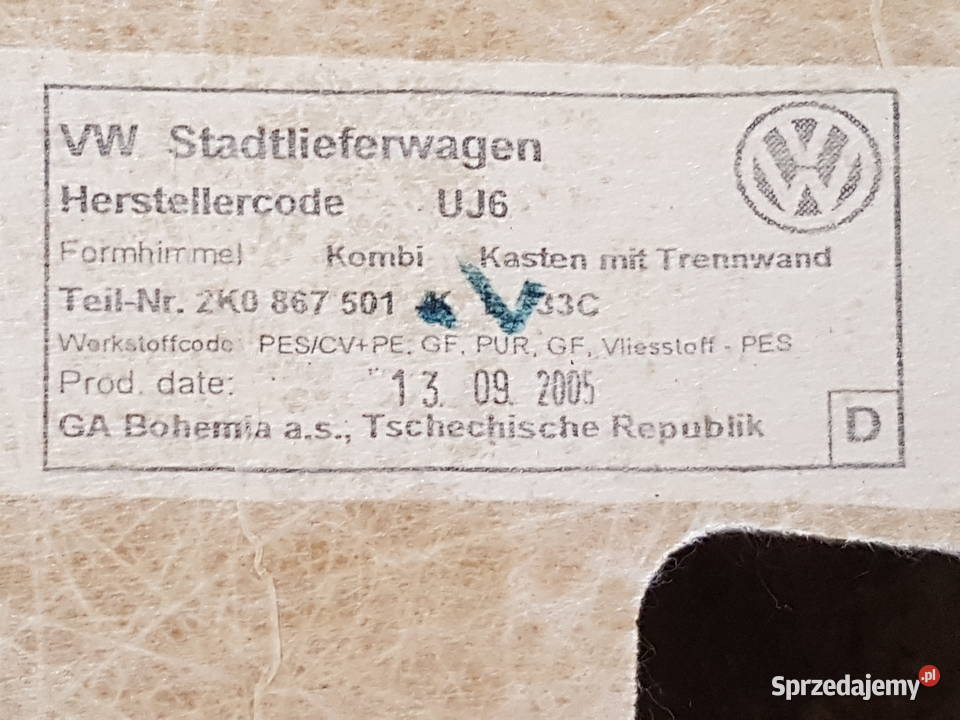 VW Stadtlieferwagen
Herstellercode UJ6
Formhimmel Kombi Kasten mit Trennwand
Teil-Nr. 2K0 867 501 K 33C
Werkstoffcode PES/CV+PE, GF, PUR, GF, Vliesstoff - PES
Prod. date: 13. 09. 2005
GA Bohemia a.s., Tschechische Republik
D
Sprzedajemy.pl